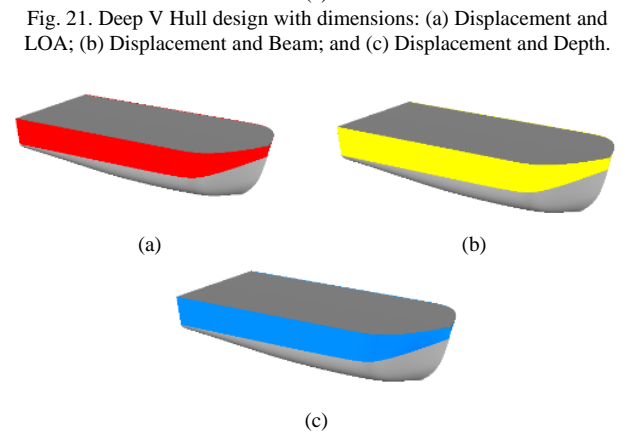 Fig. 21. Deep V Hull design with dimensions: (a) Displacement and
LOA; (b) Displacement and Beam; and (c) Displacement and Depth.
(a)
(b)
(c)